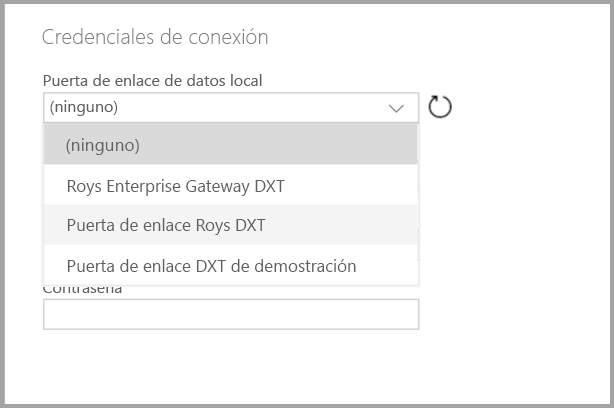 Credenciales de conexión
Puerta de enlace de datos local
(ninguno)
(ninguno)
Roys Enterprise Gateway DXT
Puerta de enlace Roys DXT
Puerta de enlace DXT de demostración
Contraseña